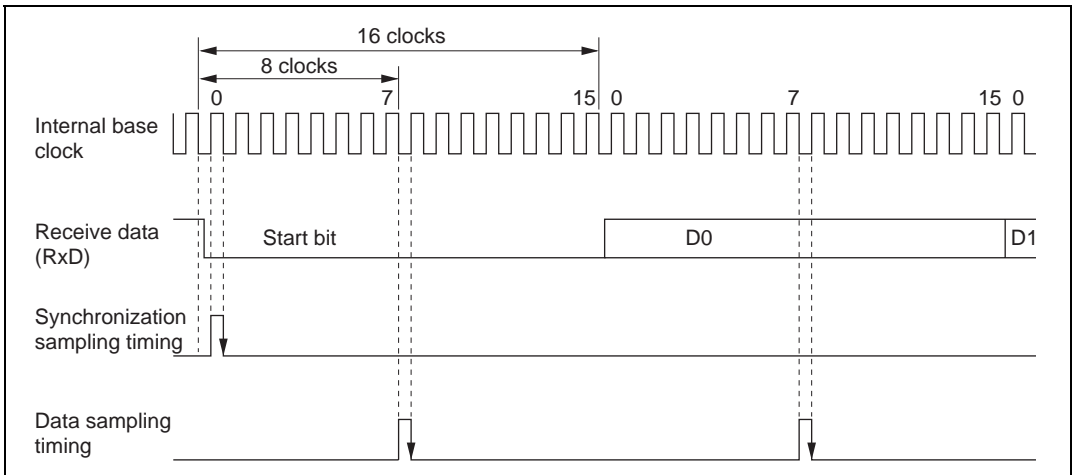 16 clocks
8 clocks
0 7 15 0 7 15 0
Internal base
clock
Receive data
(RxD)
Start bit D0 D1
Synchronization
sampling timing
Data sampling
timing